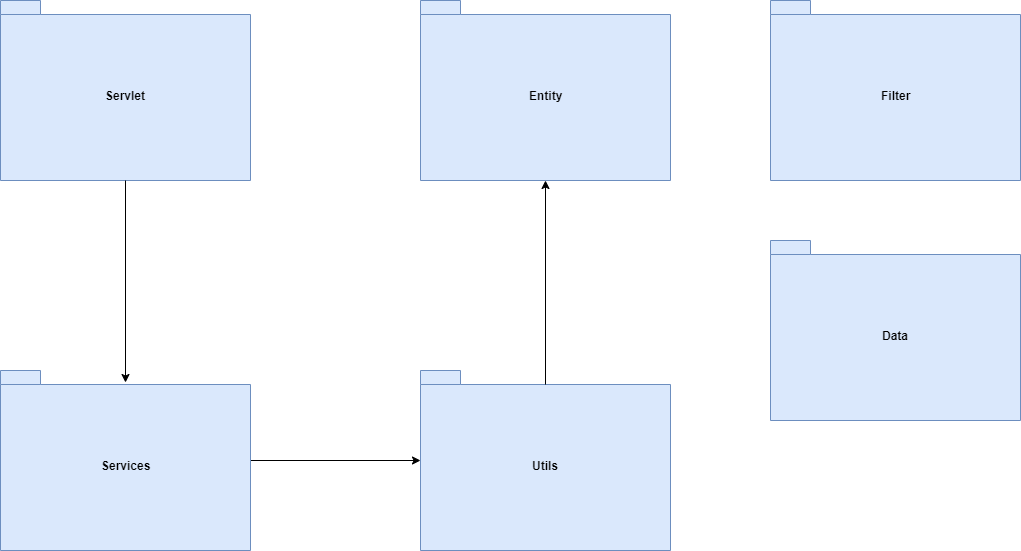 Servlet
Entity
Filter
Data
Services
Utils